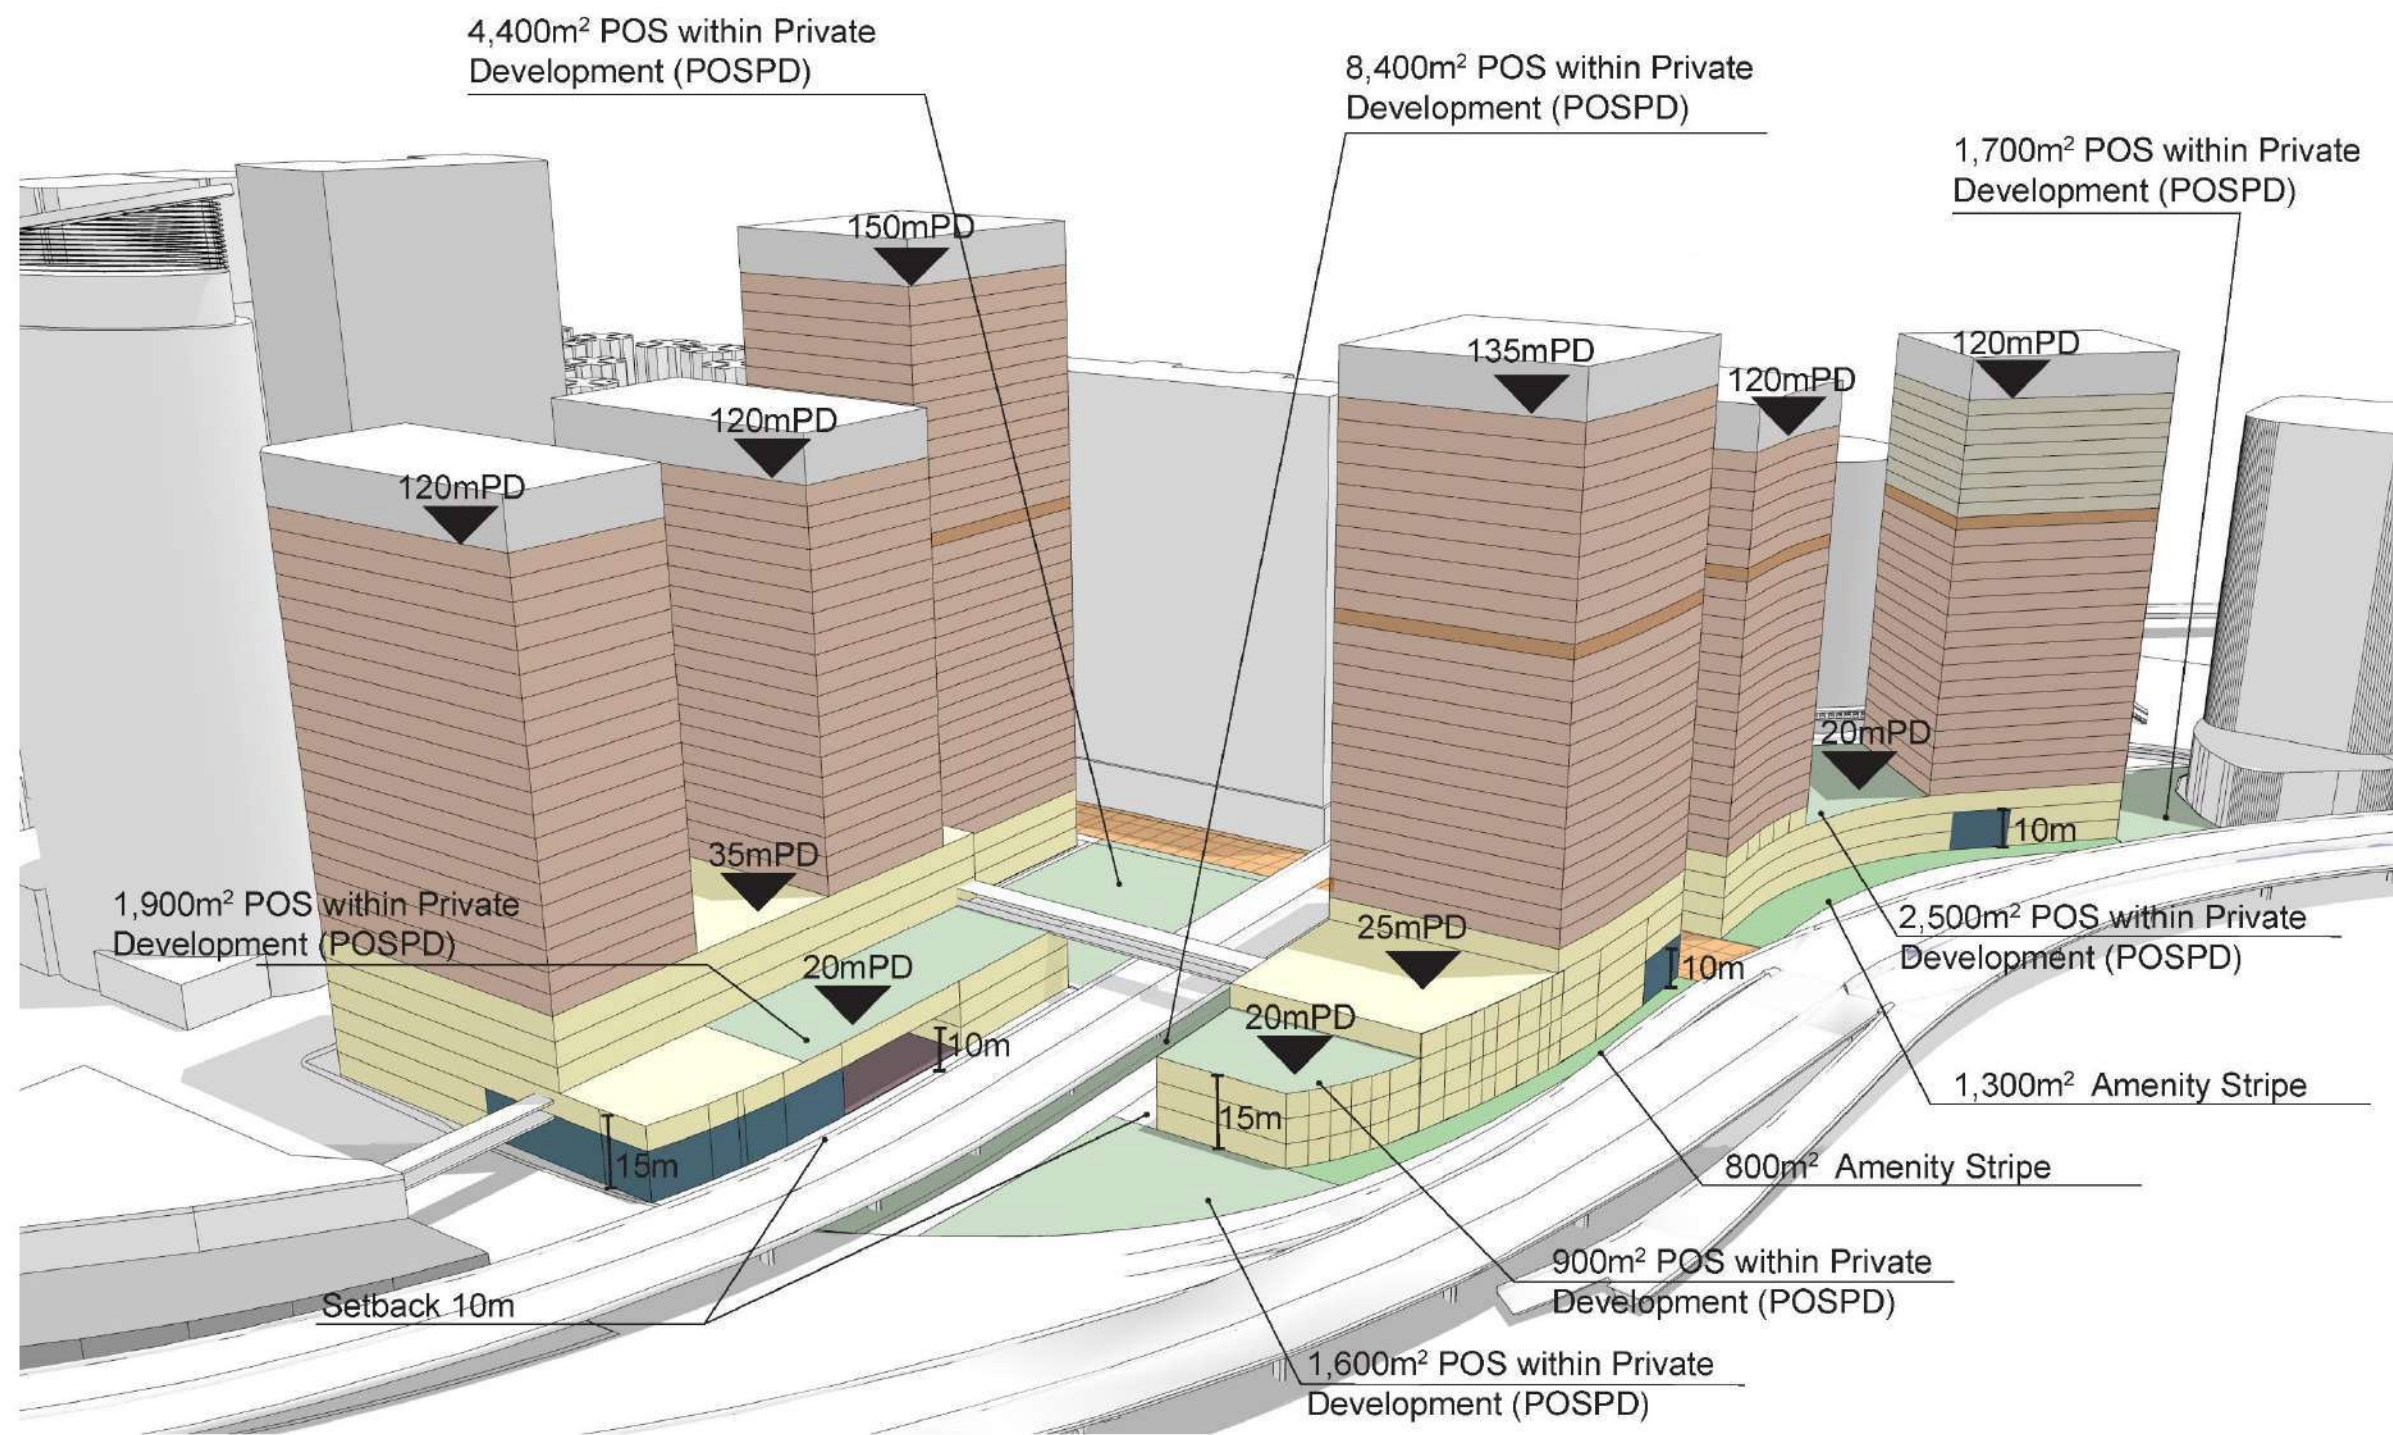 4,400m² POS within Private
Development (POSPD)
8,400m² POS within Private
Development (POSPD)
1,700m² POS within Private
Development (POSPD)
150mPD
135mPD
120mPD
120mPD
120mPD
120mPD
20mPD
10m
35mPD
1,900m² POS within Private
Development (POSPD)
20mPD
25mPD
2,500m² POS within Private
Development (POSPD)
10m
20mPD
10m
1,300m² Amenity Stripe
15m
15m
800m² Amenity Stripe
900m² POS within Private
Development (POSPD)
Setback 10m
1,600m² POS within Private
Development (POSPD)